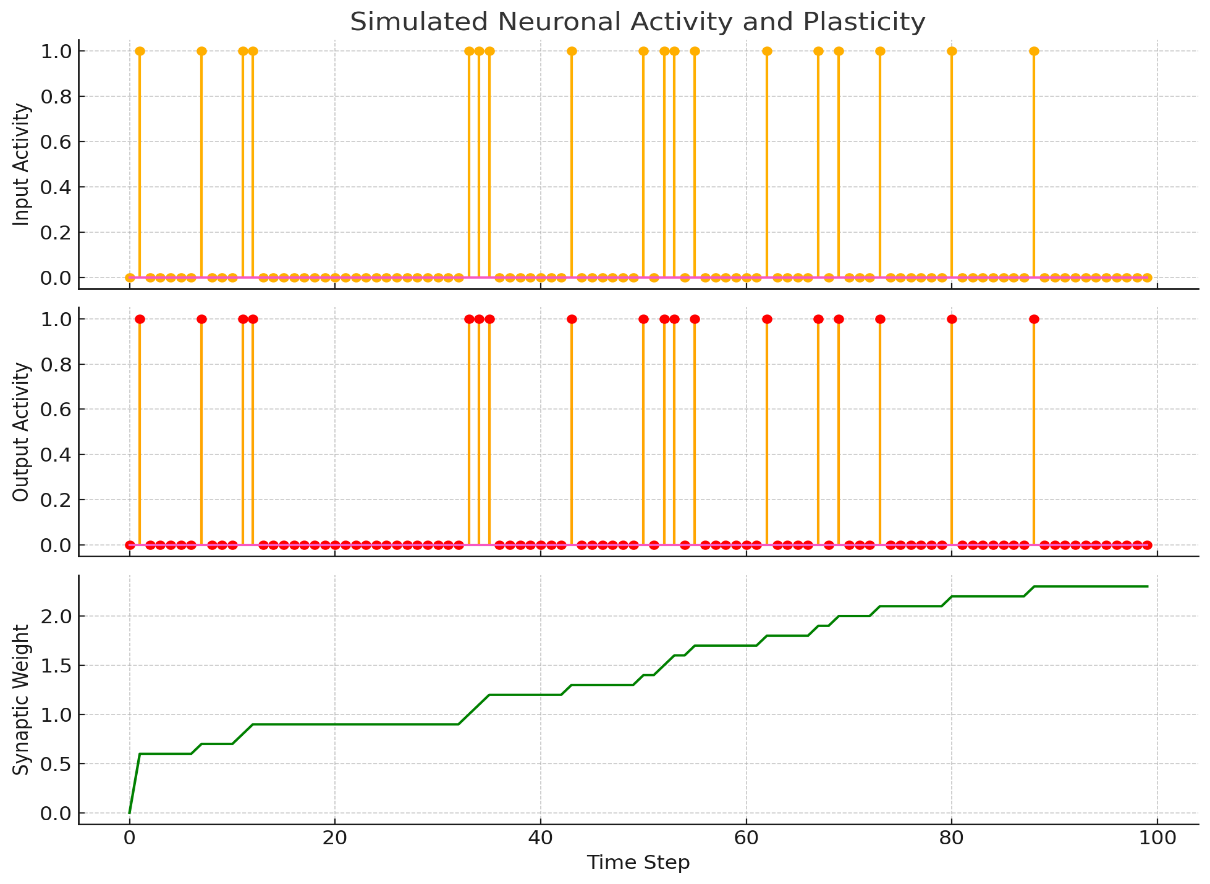 Simulated Neuronal Activity and Plasticity
Input Activity
1.0
0.8
0.6
0.4
0.2
0.0
Output Activity
1.0
0.8
0.6
0.4
0.2
0.0
Synaptic Weight
2.0
1.5
1.0
0.5
0.0
0 20 40 60 80 100
Time Step